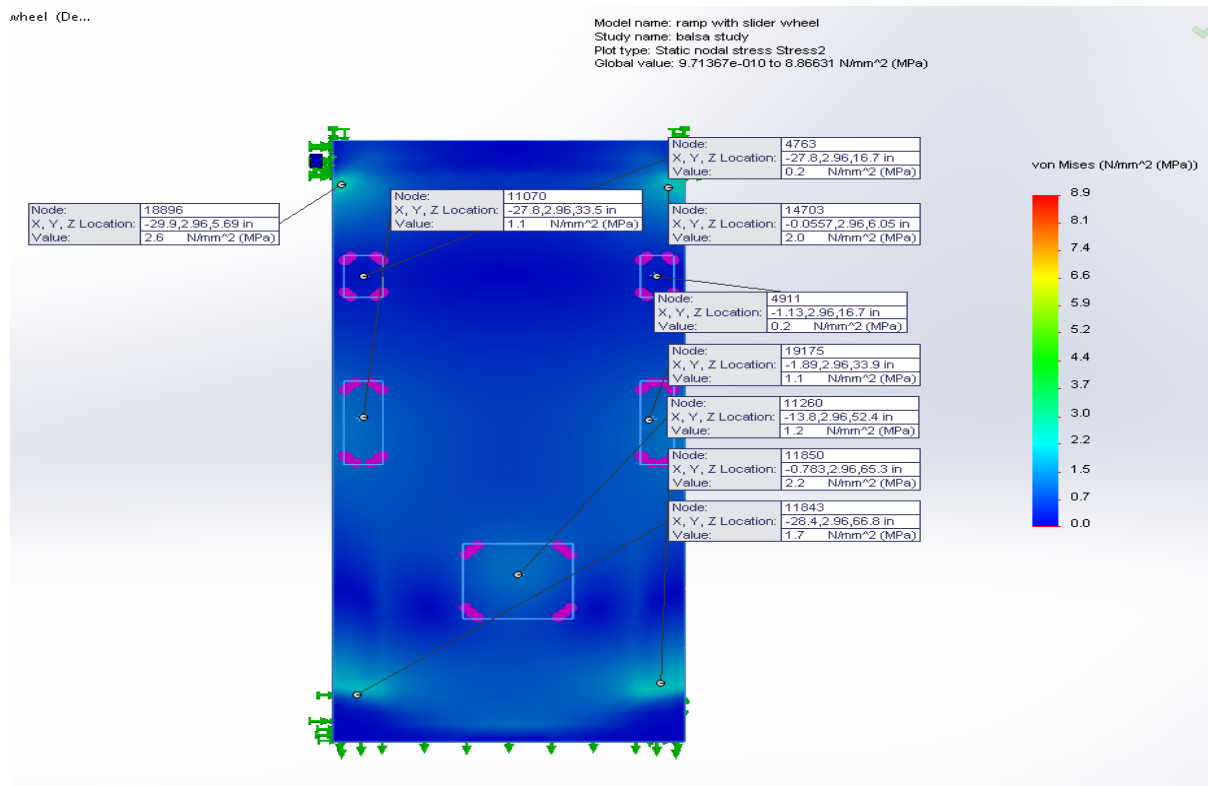 wheel (De...
Model name: ramp with slider wheel
Study name: balsa study
Plot type: Static nodal stress Stress2
Global value: 9.71367e-010 to 8.86631 N/mm^2 (MPa)
Node: 4763
X, Y, Z Location: -27.8,2.96,16.7 in
Value: 0.2 N/mm^2 (MPa)
von Mises (N/mm^2 (MPa))
Node: 11070
X, Y, Z Location: -27.8,2.96,33.5 in
Value: 1.1 N/mm^2 (MPa)
Node: 18896
X, Y, Z Location: -29.9,2.96,5.69 in
Value: 2.6 N/mm^2 (MPa)
Node: 14703
X, Y, Z Location: -0.0557,2.96,6.05 in
Value: 2.0 N/mm^2 (MPa)
Node: 4911
X, Y, Z Location: -1.13,2.96,16.7 in
Value: 0.2 N/mm^2 (MPa)
Node: 19175
X, Y, Z Location: -1.89,2.96,33.9 in
Value: 1.1 N/mm^2 (MPa)
Node: 11260
X, Y, Z Location: -13.8,2.96,52.4 in
Value: 1.2 N/mm^2 (MPa)
Node: 11850
X, Y, Z Location: -0.783,2.96,65.3 in
Value: 2.2 N/mm^2 (MPa)
Node: 11843
X, Y, Z Location: -28.4,2.96,66.8 in
Value: 1.7 N/mm^2 (MPa)
8.9
8.1
7.4
6.6
5.9
5.2
4.4
3.7
3.0
2.2
1.5
0.7
0.0